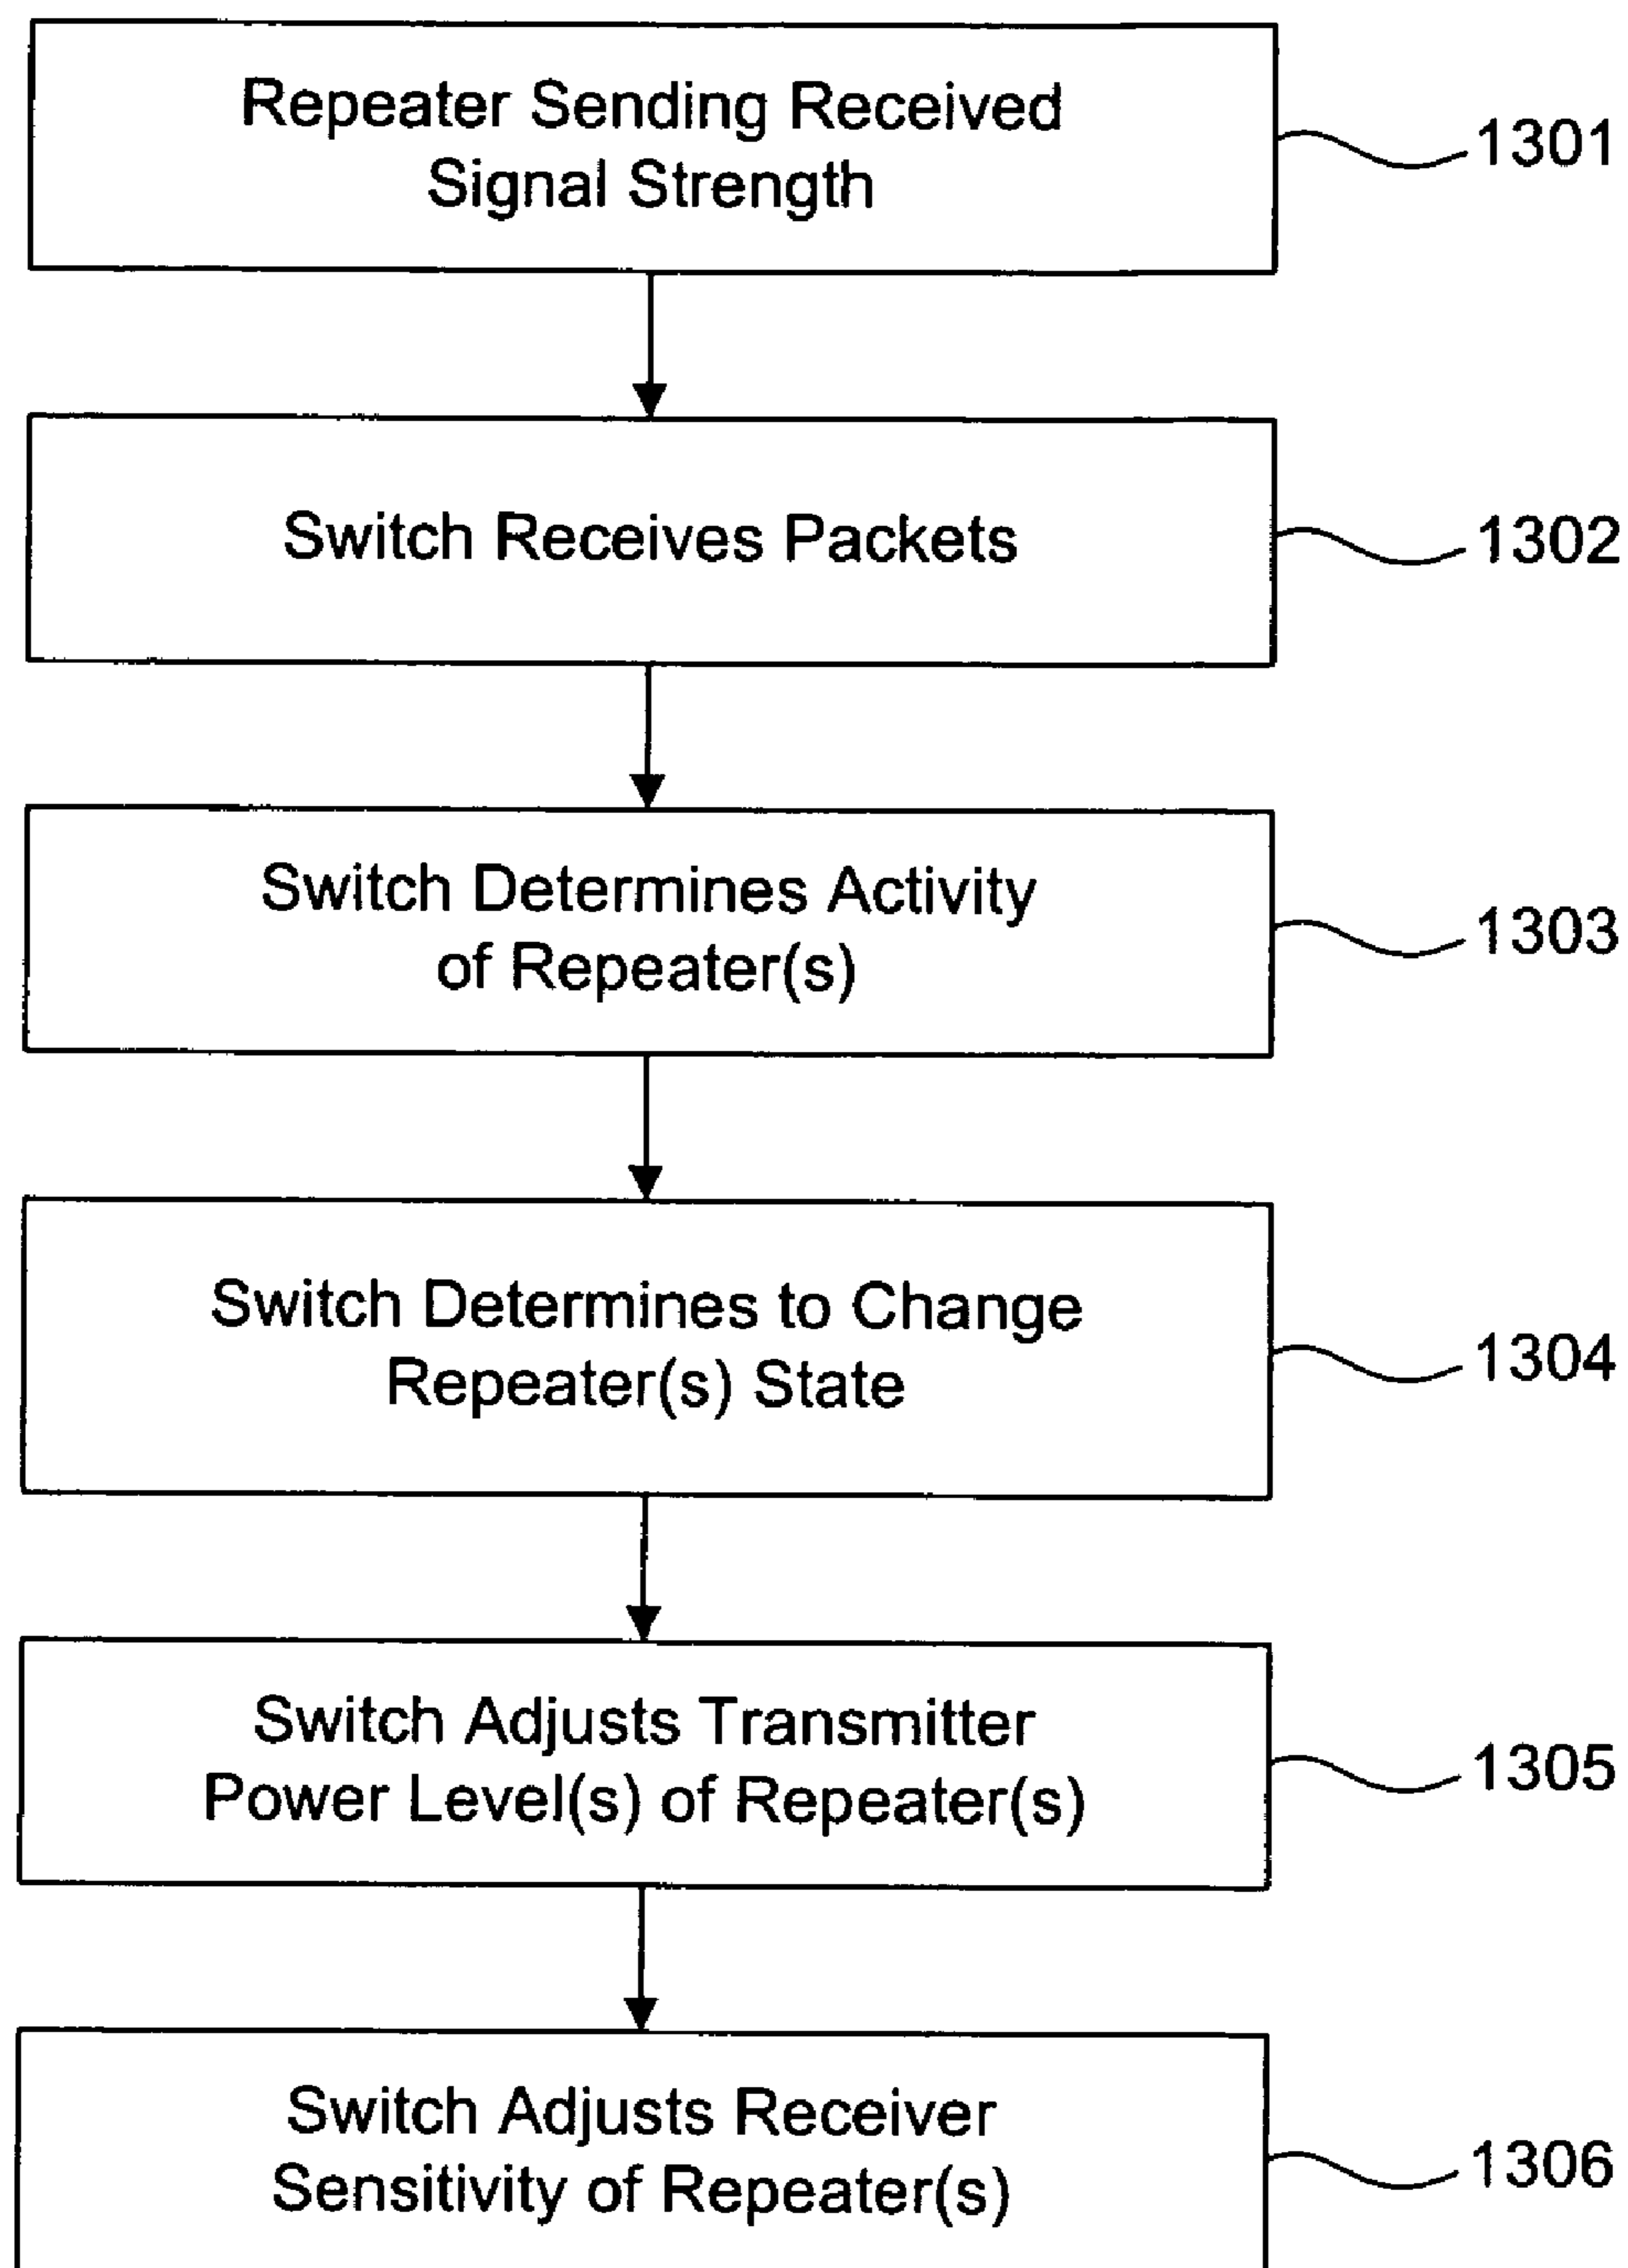 Repeater Sending Received
Signal Strength
1301
Switch Receives Packets
1302
Switch Determines Activity
of Repeater(s)
1303
Switch Determines to Change
Repeater(s) State
1304
Switch Adjusts Transmitter
Power Level(s) of Repeater(s)
1305
Switch Adjusts Receiver
Sensitivity of Repeater(s)
1306